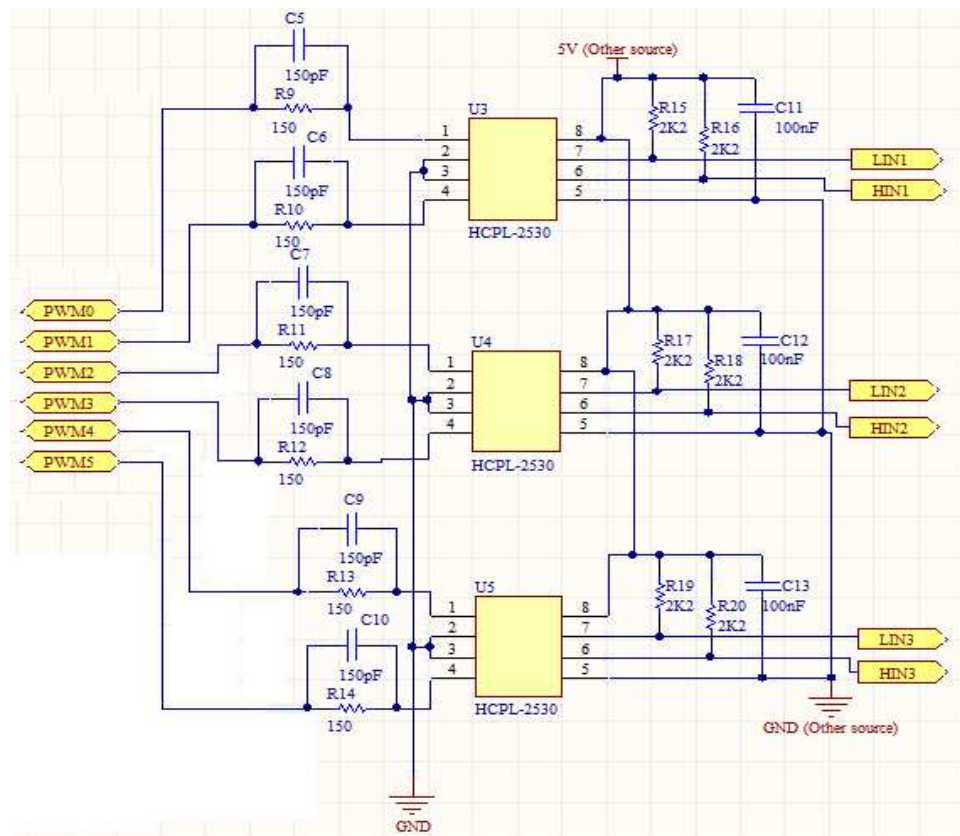 C5
150pF
R9
150
C6
150pF
R10
150
C7
150pF
R11
150
C8
150pF
R12
150
C9
150pF
R13
150
C10
150pF
R14
150
PWM0
PWM1
PWM2
PWM3
PWM4
PWM5
U3
1
2
3
4
8
7
6
5
HCPL-2530
U4
1
2
3
4
8
7
6
5
HCPL-2530
U5
1
2
3
4
8
7
6
5
HCPL-2530
5V (Other source)
R15
2K2
R16
2K2
C11
100nF
LIN1
HIN1
R17
2K2
R18
2K2
C12
100nF
LIN2
HIN2
R19
2K2
R20
2K2
C13
100nF
LIN3
HIN3
GND (Other source)
GND